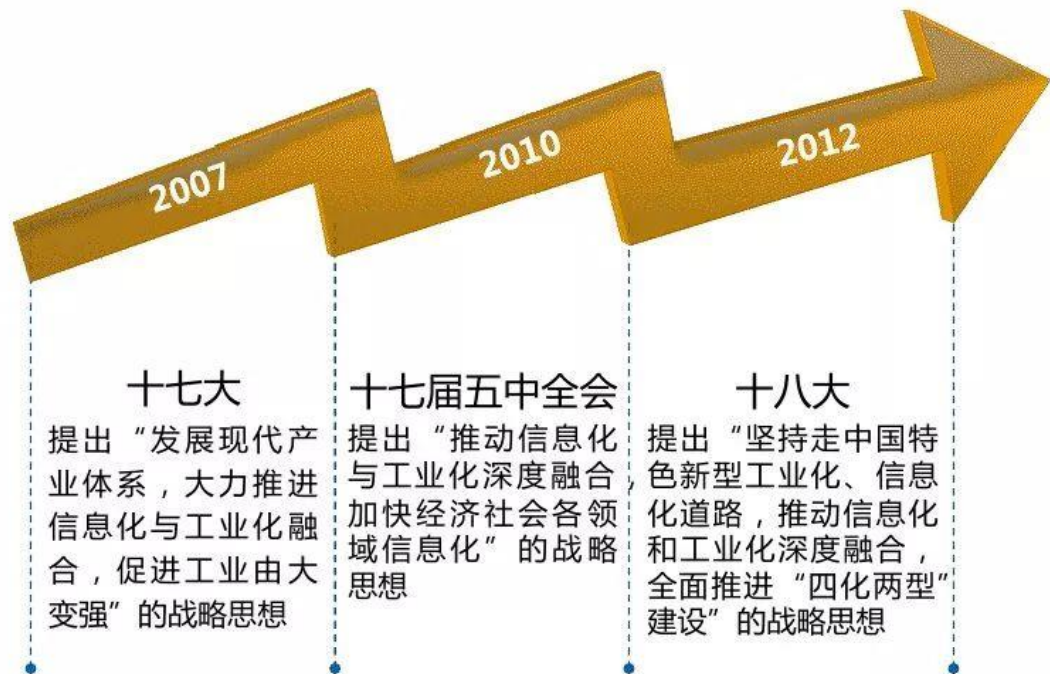 2007
2010
2012
十七大
提出“发展现代产
业体系，大力推进
信息化与工业化融
合，促进工业由大
变强”的战略思想
十七届五中全会
提出“推动信息化
与工业化深度融合，
加快经济社会各领
域信息化”的战略
思想
十八大
提出“坚持走中国特
色新型工业化、信息
化道路，推动信息化
和工业化深度融合，
全面推进“四化两型”
建设”的战略思想